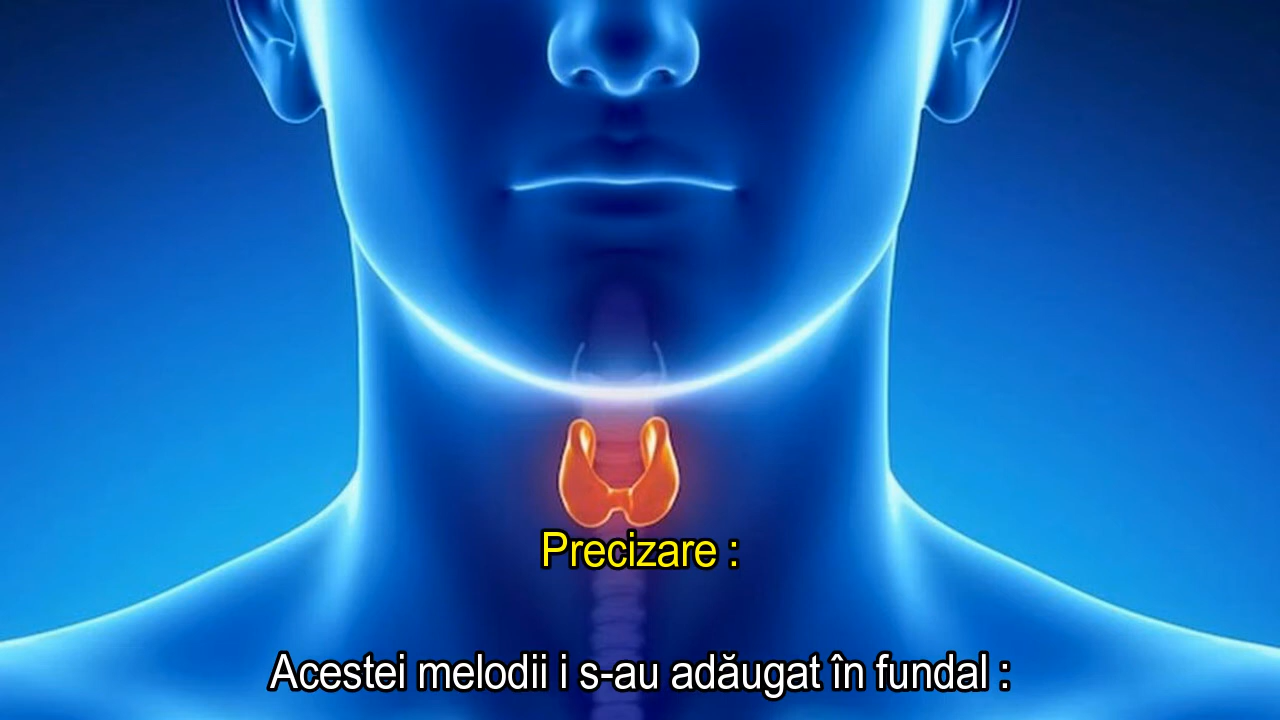 Precizare :
Acestei melodii i s-au adăugat în fundal :